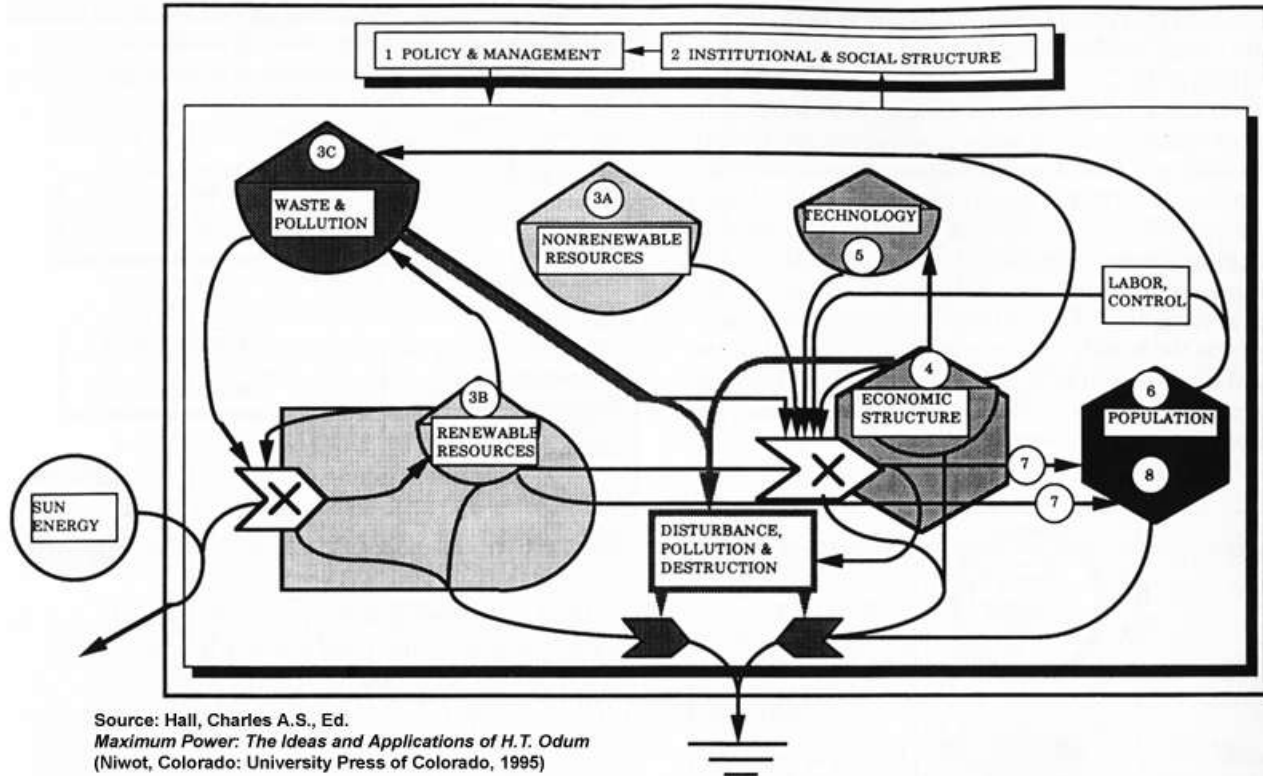 1 POLICY & MANAGEMENT
2 INSTITUTIONAL & SOCIAL STRUCTURE
3C
WASTE &
POLLUTION
3A
NONRENEWABLE
RESOURCES
TECHNOLOGY
5
LABOR,
CONTROL
4
ECONOMIC
STRUCTURE
6
POPULATION
8
3B
RENEWABLE
RESOURCES
7
7
X
X
SUN
ENERGY
DISTURBANCE,
POLLUTION &
DESTRUCTION
Source: Hall, Charles A.S., Ed.
Maximum Power: The Ideas and Applications of H.T. Odum
(Niwot, Colorado: University Press of Colorado, 1995)